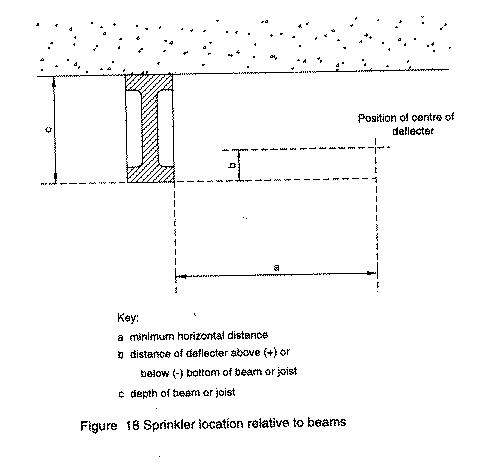 Position of centre of
deflecter
c
b
a
Key:
a minimum horizontal distance
b distance of deflecter above (+) or
below (-) bottom of beam or joist
c depth of beam or joist
Figure 18 Sprinkler location relative to beams